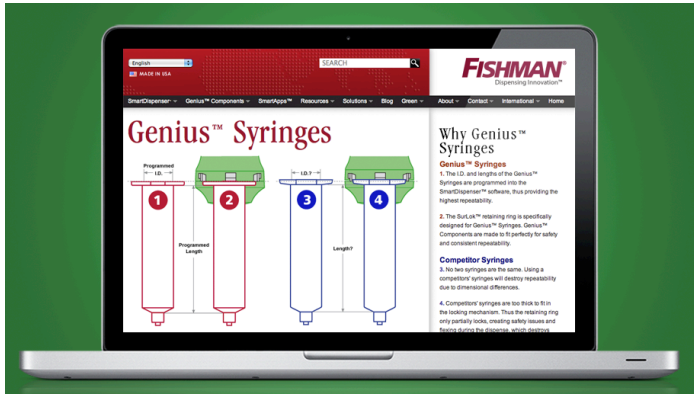 English
MADE IN USA
SEARCH
FISHMAN®
Dispensing Innovation™
SmartDispenser® Genius™ Components SmartApps™ Resources Solutions Blog Green About Contact International Home
Genius™ Syringes
Programmed
I.D.
I.D.?
1
2
3
4
Programmed
Length
Length?
Why Genius™
Syringes
Genius™ Syringes
1. The I.D. and lengths of the Genius™
Syringes are programmed into the
SmartDispenser™ software, thus providing the
highest repeatability.
2. The SurLok™ retaining ring is specifically
designed for Genius™ Syringes. Genius™
Components are made to fit perfectly for safety
and consistent repeatability.
Competitor Syringes
3. No two syringes are the same. Using a
competitors' syringes will destroy repeatability
due to dimensional differences.
4. Competitors' syringes are too thick to fit in
the locking mechanism. Thus the retaining ring
only partially locks, creating safety issues and
flexing during the dispense, which destroys